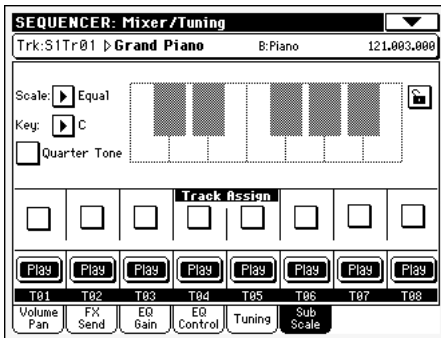 SEQUENCER: Mixer/Tuning
Trk:S1Tr01 ▷Grand Piano B:Piano 121.003.000
Scale: Equal
Key: C
Quarter Tone
Track Assign
Play Play Play Play Play Play Play Play
T01 T02 T03 T04 T05 T06 T07 T08
Volume Pan FX Send EQ Gain EQ Control Tuning Sub Scale